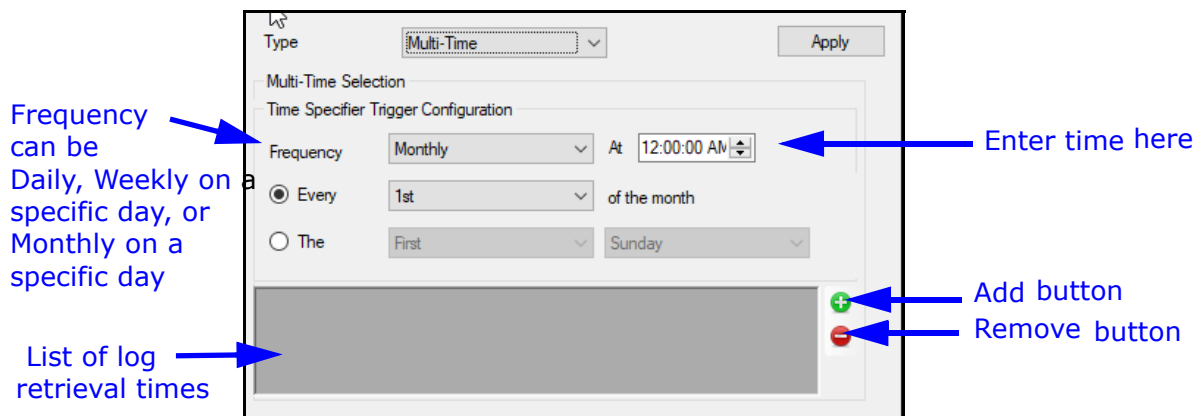 Type
Multi-Time
Apply
Multi-Time Selection
Time Specifier Trigger Configuration
Frequency
Monthly
At
12:00:00 AM
Every
1st
of the month
The
First
Sunday
Frequency
can be
Daily, Weekly on a
specific day, or
Monthly on a
specific day
Enter time here
Add button
Remove button
List of log
retrieval times